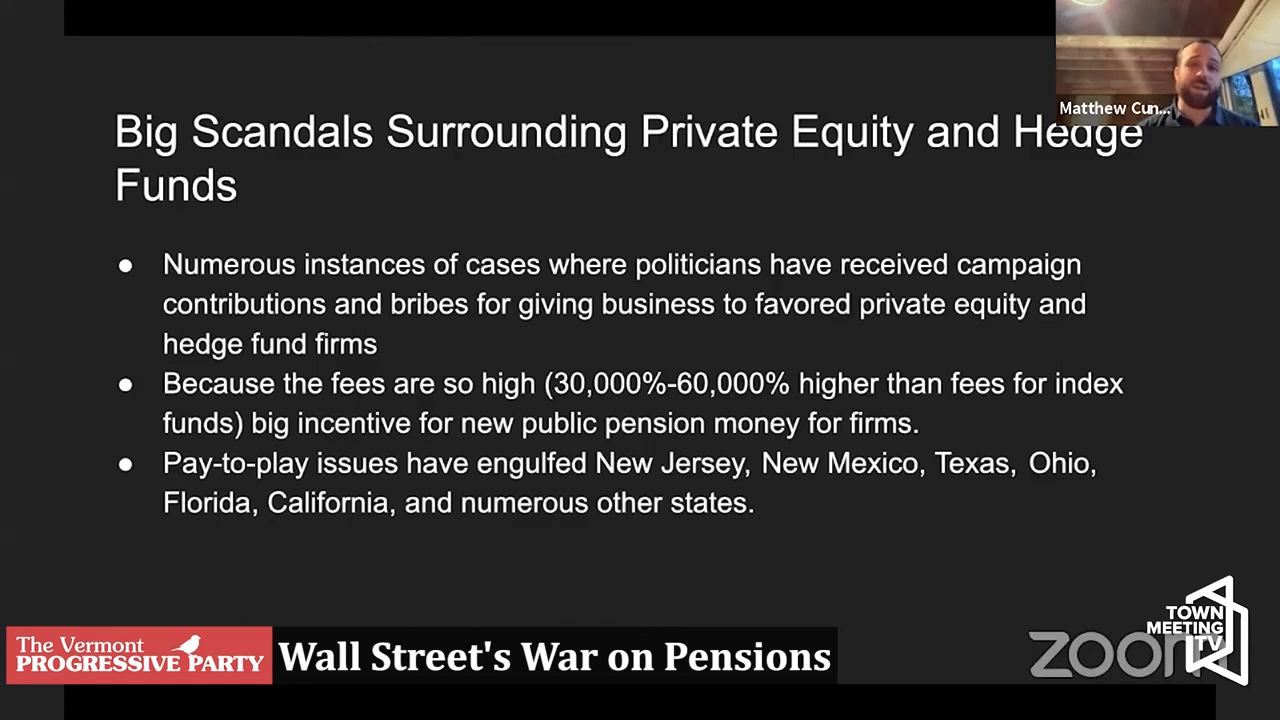 Matthew Cun...
Big Scandals Surrounding Private Equity and Hedge
Funds
● Numerous instances of cases where politicians have received campaign
contributions and bribes for giving business to favored private equity and
hedge fund firms
● Because the fees are so high (30,000%-60,000% higher than fees for index
funds) big incentive for new public pension money for firms.
● Pay-to-play issues have engulfed New Jersey, New Mexico, Texas, Ohio,
Florida, California, and numerous other states.
The Vermont
PROGRESSIVE PARTY
Wall Street's War on Pensions
zoom
TOWN
MEETING
TV